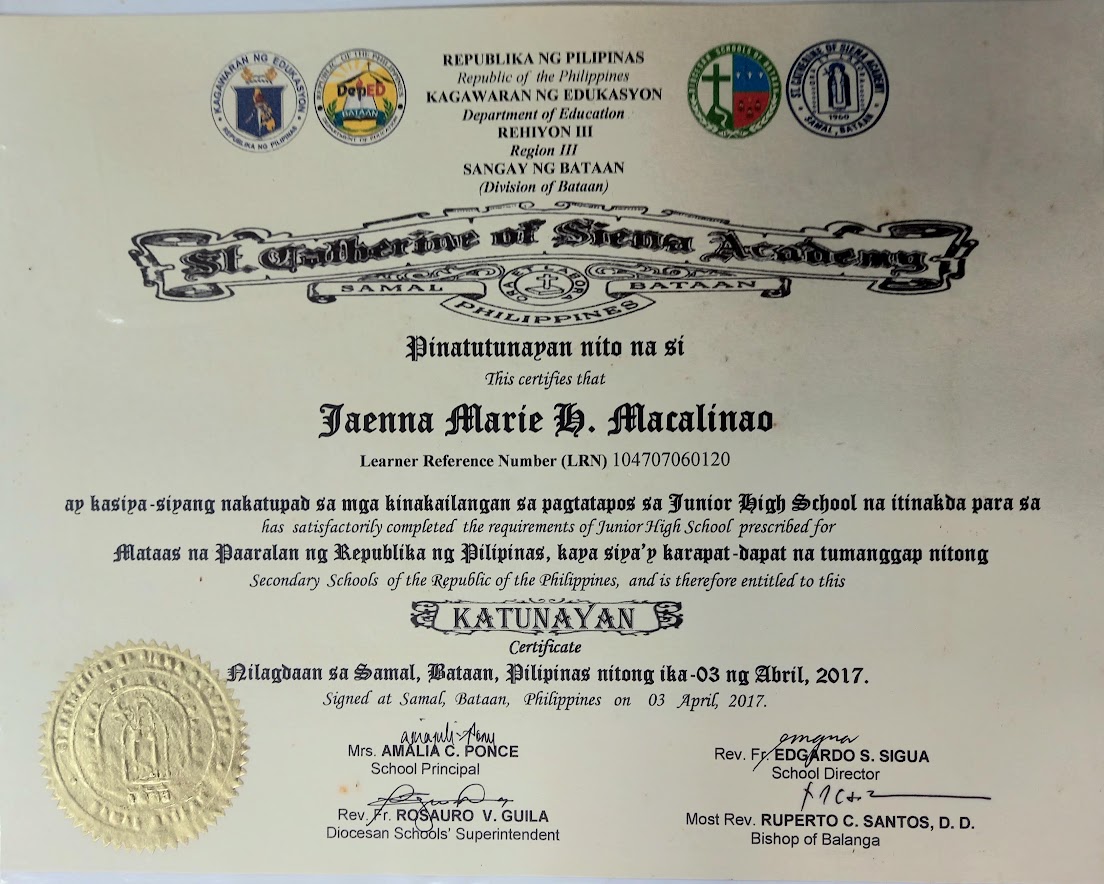 KAGAWARAN NG EDUKASYON
REPUBLIKA NG PILIPINAS
REPUBLIC OF THE PHILIPPINES
DepED
BATAAN
DEPARTMENT OF EDUCATION
REPUBLIKA NG PILIPINAS
Republic of the Philippines
KAGAWARAN NG EDUKASYON
Department of Education
REHIYON III
Region III
SANGAY NG BATAAN
(Division of Bataan)
DIOCESAN SCHOOLS OF BATAAN
ST. CATHERINE OF SIENA ACADEMY
1960
SAMAL, BATAAN
St. Catherine of Siena Academy
SAMAL
ORA ET LABORA
BATAAN
PHILIPPINES
Pinatutunayan nito na si
This certifies that
Jaenna Marie H. Macalinao
Learner Reference Number (LRN) 104707060120
ay kasiya-siyang nakatupad sa mga kinakailangan sa pagtatapos sa Junior High School na itinakda para sa
has satisfactorily completed the requirements of Junior High School prescribed for
Mataas na Paaralan ng Republika ng Pilipinas, kaya siya'y karapat-dapat na tumanggap nitong
Secondary Schools of the Republic of the Philippines, and is therefore entitled to this
KATUNAYAN
Certificate
Nilagdaan sa Samal, Bataan, Pilipinas nitong ika-03 ng Abril, 2017.
Signed at Samal, Bataan, Philippines on 03 April, 2017.
Mrs. AMALIA C. PONCE
School Principal
Rev. Fr. EDGARDO S. SIGUA
School Director
Rev. Fr. ROSAURO V. GUILA
Diocesan Schools' Superintendent
Most Rev. RUPERTO C. SANTOS, D. D.
Bishop of Balanga